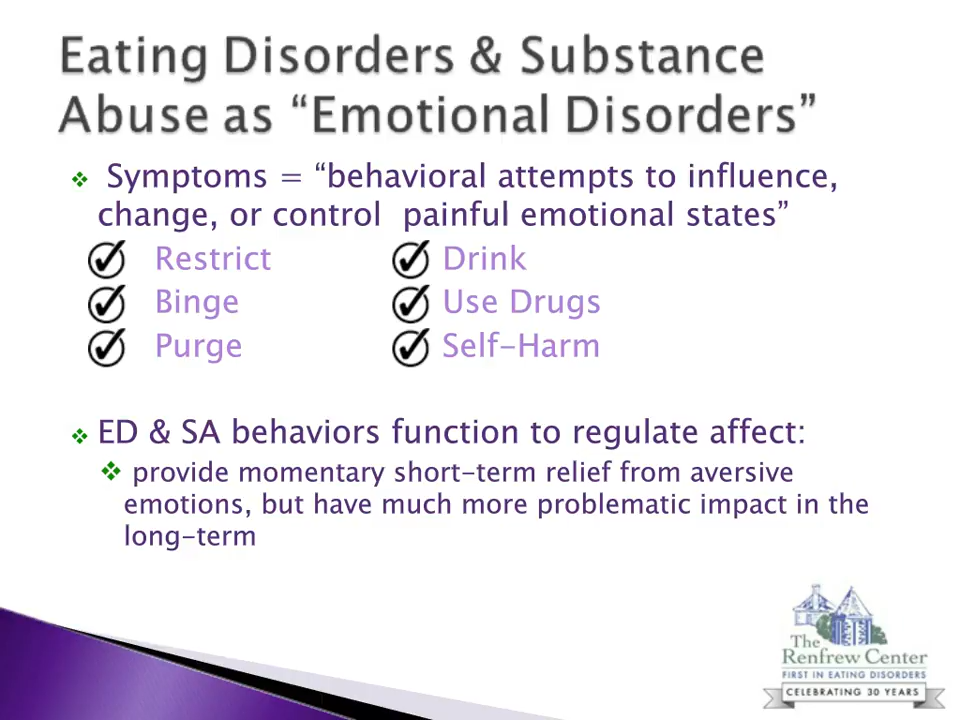 Eating Disorders & Substance
Abuse as “Emotional Disorders”
Symptoms = “behavioral attempts to influence,
change, or control painful emotional states”
Restrict Drink
Binge Use Drugs
Purge Self-Harm
ED & SA behaviors function to regulate affect:
provide momentary short-term relief from aversive
emotions, but have much more problematic impact in the
long-term
The
Renfrew Center
FIRST IN EATING DISORDERS
CELEBRATING 30 YEARS